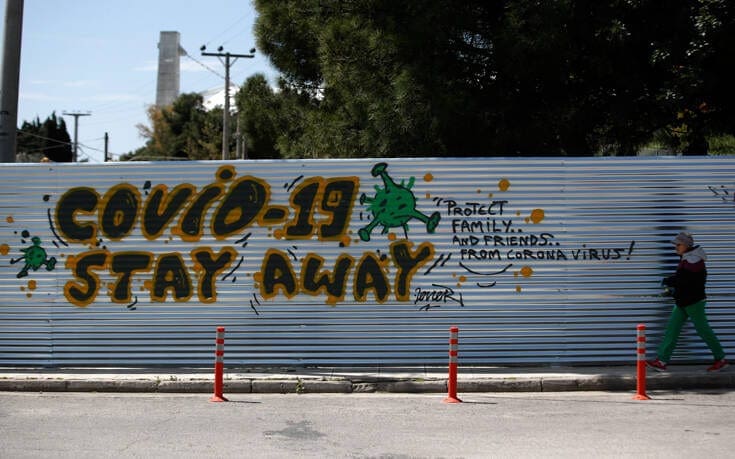 COVID-19..
STAY AWAY
PROTECT
FAMILY..
AND FRIENDS..
FROM CORONA VIRUS!